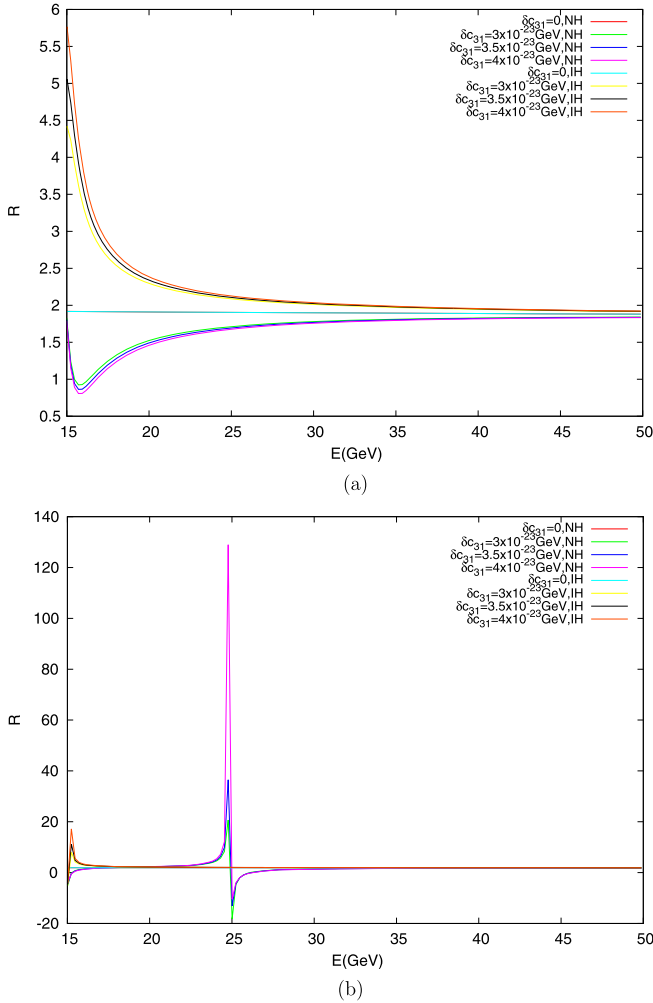 6
5.5
5
4.5
4
3.5
3
2.5
2
1.5
1
0.5
R
15 20 25 30 35 40 45 50
E(GeV)
δc31=0,NH
δc31=3x10-23GeV,NH
δc31=3.5x10-23GeV,NH
δc31=4x10-23GeV,NH
δc31=0,IH
δc31=3x10-23GeV,IH
δc31=3.5x10-23GeV,IH
δc31=4x10-23GeV,IH
(a)
140
120
100
80
60
40
20
0
-20
R
15 20 25 30 35 40 45 50
E(GeV)
δc31=0,NH
δc31=3x10-23GeV,NH
δc31=3.5x10-23GeV,NH
δc31=4x10-23GeV,NH
δc31=0,IH
δc31=3x10-23GeV,IH
δc31=3.5x10-23GeV,IH
δc31=4x10-23GeV,IH
(b)